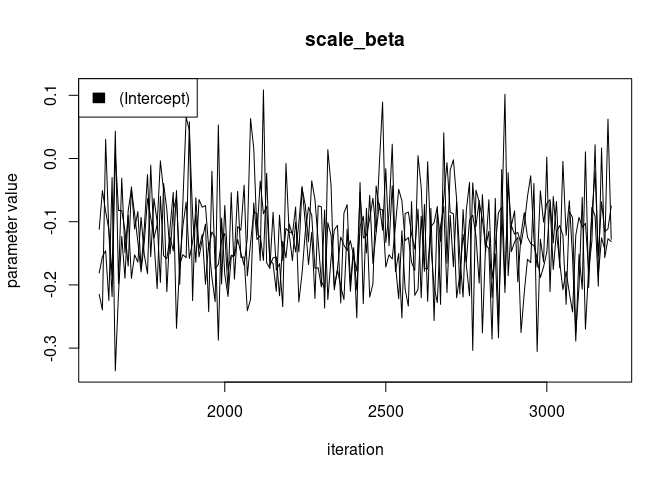 scale_beta
(Intercept)
parameter value
0.1
0.0
-0.1
-0.2
-0.3
2000
2500
3000
iteration